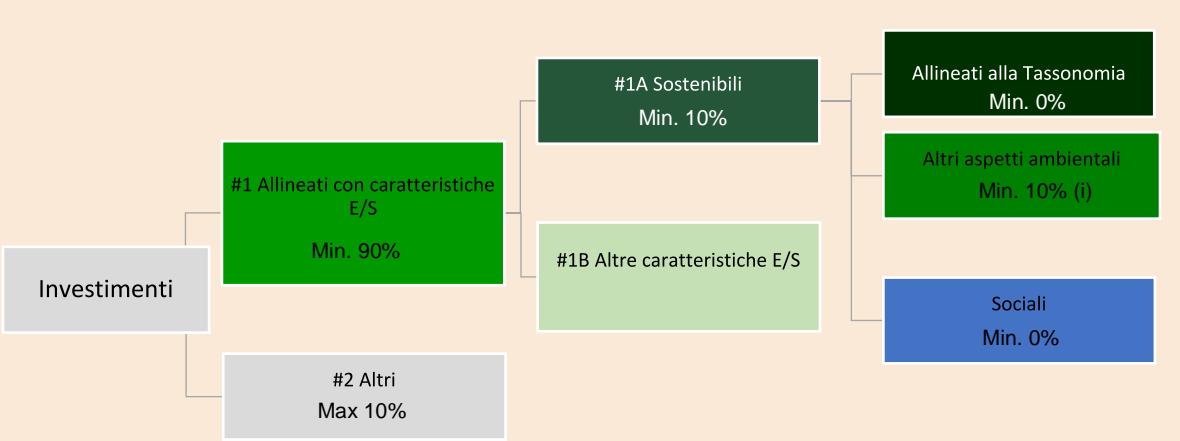 Investimenti
#1 Allineati con caratteristiche
E/S
Min. 90%
#2 Altri
Max 10%
#1A Sostenibili
Min. 10%
#1B Altre caratteristiche E/S
Allineati alla Tassonomia
Min. 0%
Altri aspetti ambientali
Min. 10% (i)
Sociali
Min. 0%